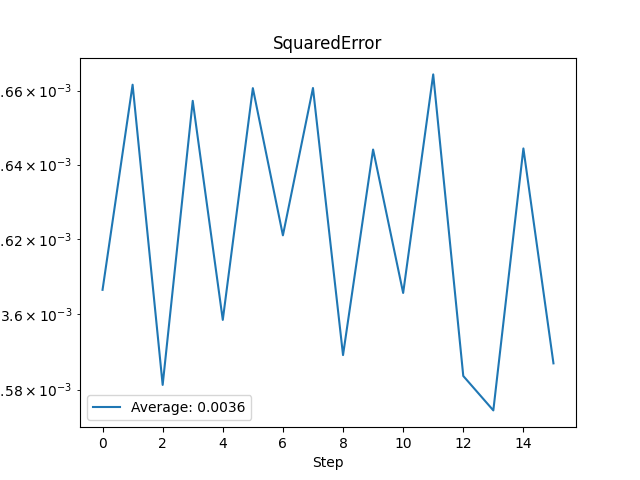 SquaredError
.66 × 10⁻³
.64 × 10⁻³
.62 × 10⁻³
3.6 × 10⁻³
.58 × 10⁻³
Average: 0.0036
0 2 4 6 8 10 12 14
Step